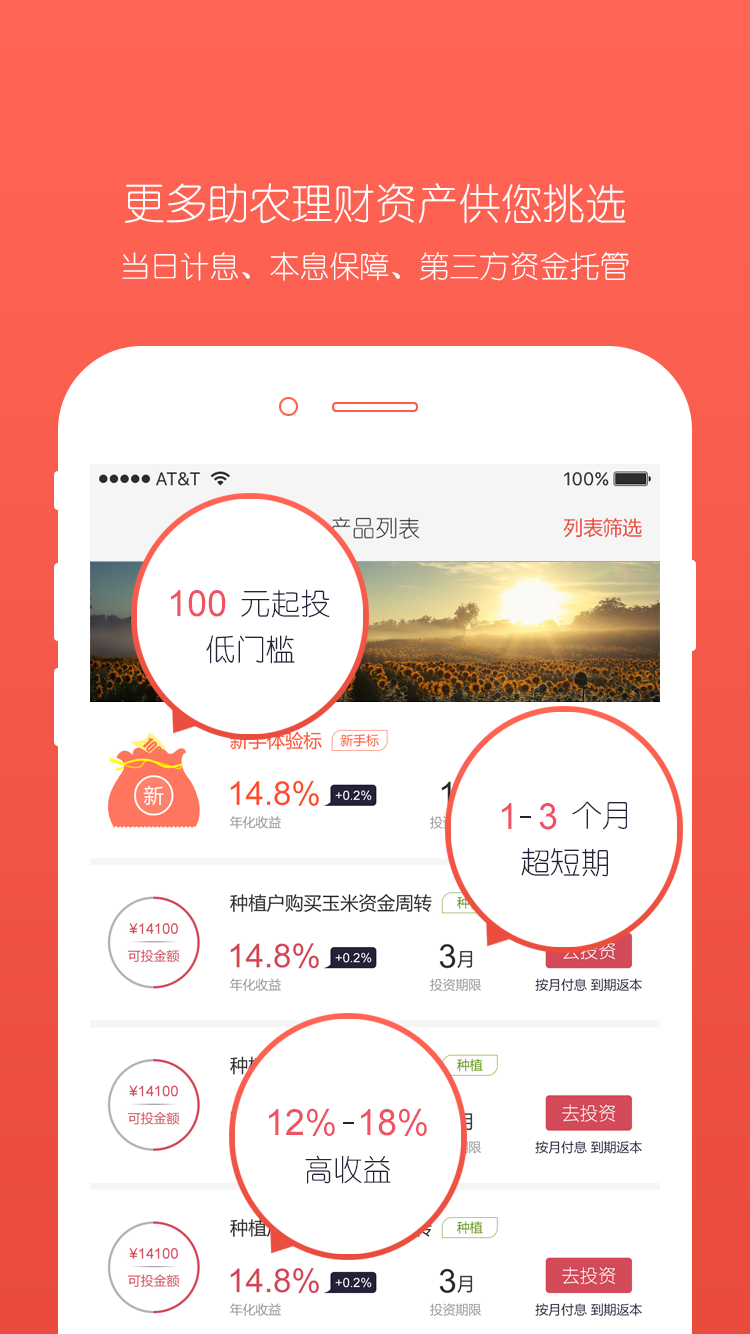 更多助农理财资产供您挑选
当日计息、本息保障、第三方资金托管
AT&T 100%
产品列表 列表筛选
100 元起投
低门槛
新手体验标 新手标
新
14.8% +0.2%
年化收益
1-3 个月
超短期
种植户购买玉米资金周转
¥14100
可投金额
14.8% +0.2% 3月 去投资
年化收益 投资期限 按月付息 到期返本
种植
¥14100
可投金额
去投资
按月付息 到期返本
12%-18%
高收益
种植
¥14100
可投金额
14.8% +0.2% 3月 去投资
年化收益 投资期限 按月付息 到期返本